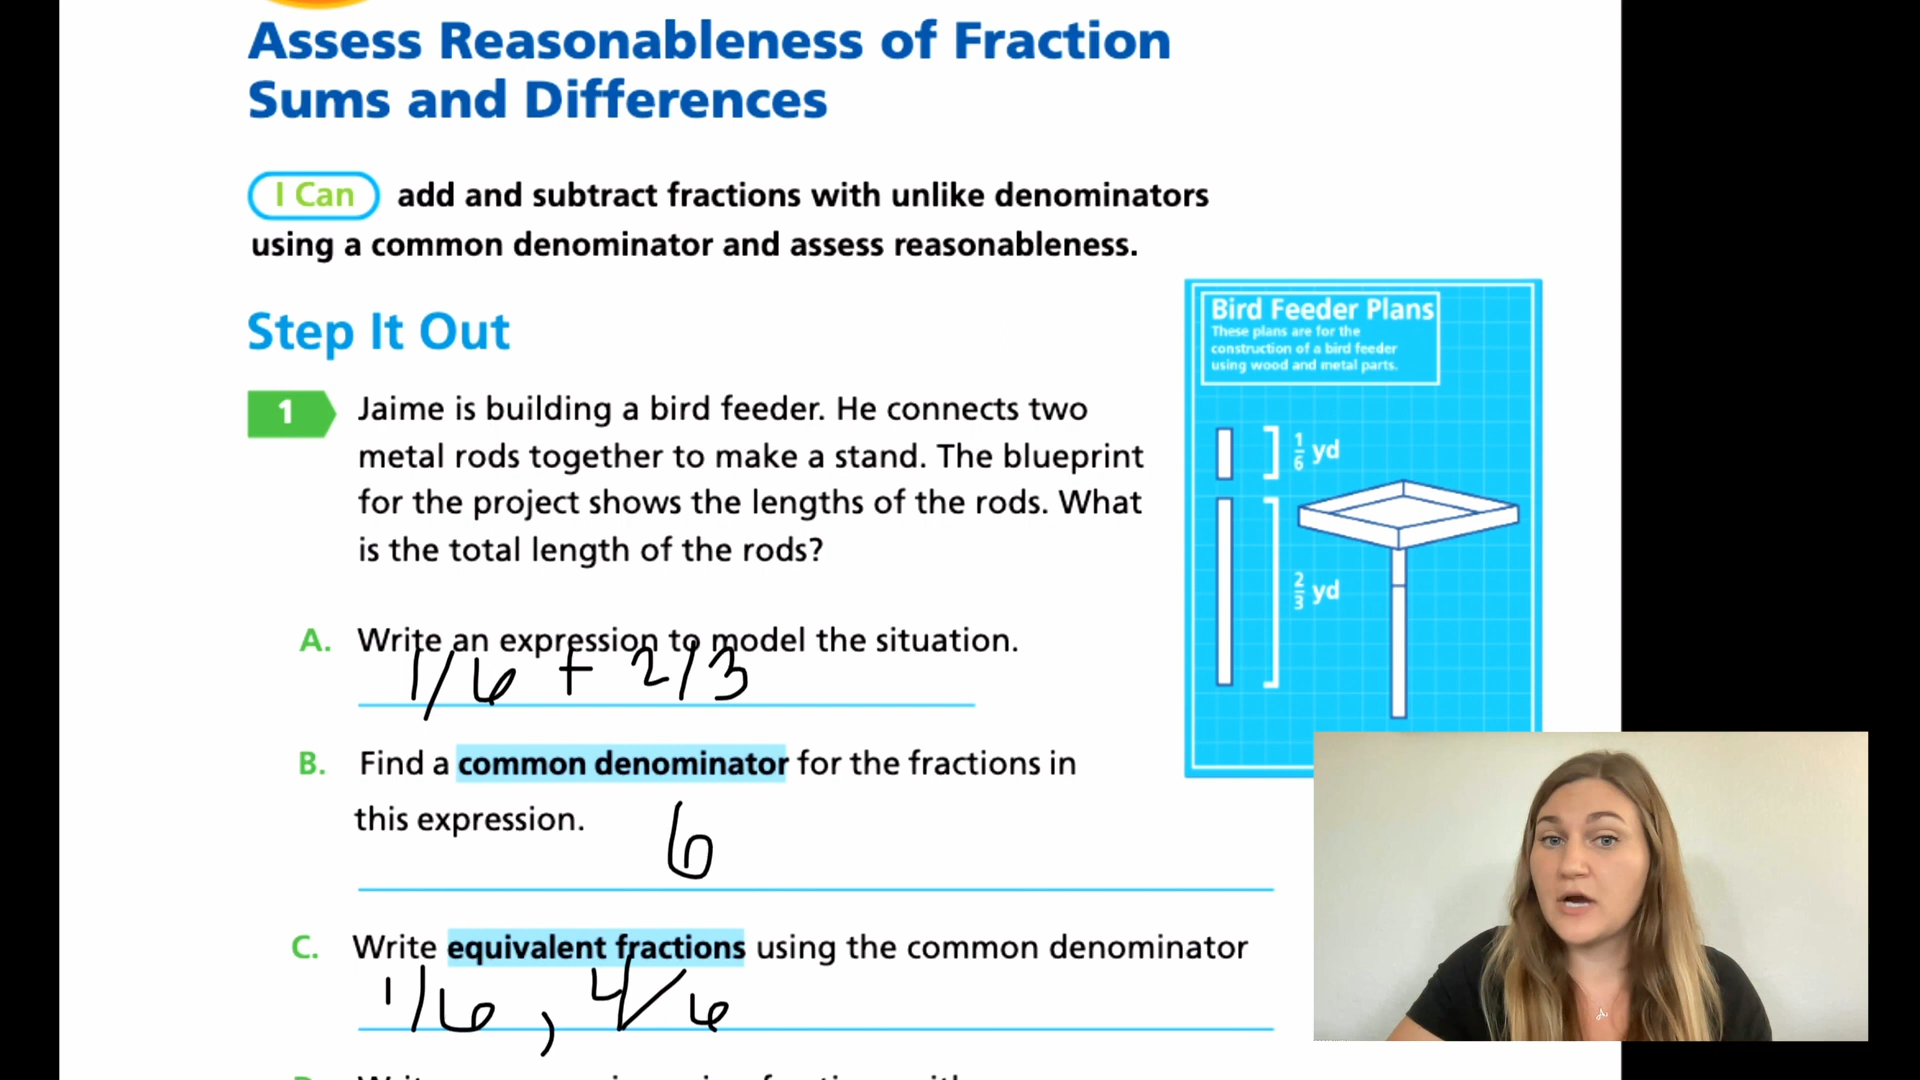 Assess Reasonableness of Fraction
Sums and Differences
I Can add and subtract fractions with unlike denominators
using a common denominator and assess reasonableness.
Step It Out
1 Jaime is building a bird feeder. He connects two
metal rods together to make a stand. The blueprint
for the project shows the lengths of the rods. What
is the total length of the rods?
A. Write an expression to model the situation.
1/6 + 2/3
B. Find a common denominator for the fractions in
this expression. 6
C. Write equivalent fractions using the common denominator
1/6 , 4/6
Bird Feeder Plans
These plans are for the
construction of a bird feeder
using wood and metal parts.
1/6 yd
2/3 yd